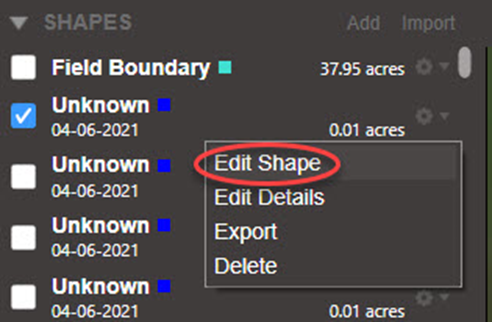 SHAPES Add Import
Field Boundary 37.95 acres
Unknown
04-06-2021 0.01 acres
Edit Shape
Unknown
04-06-2021
Edit Details
Unknown
04-06-2021
Export
Delete
Unknown
04-06-2021 0.01 acres